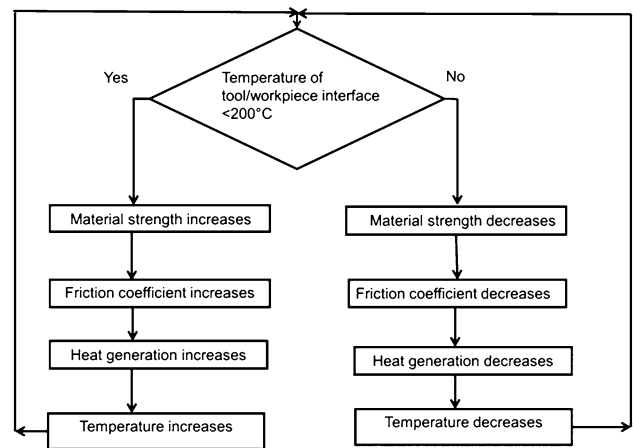 Yes
Temperature of
tool/workpiece interface
<200°C
No
Material strength increases
Material strength decreases
Friction coefficient increases
Friction coefficient decreases
Heat generation increases
Heat generation decreases
Temperature increases
Temperature decreases